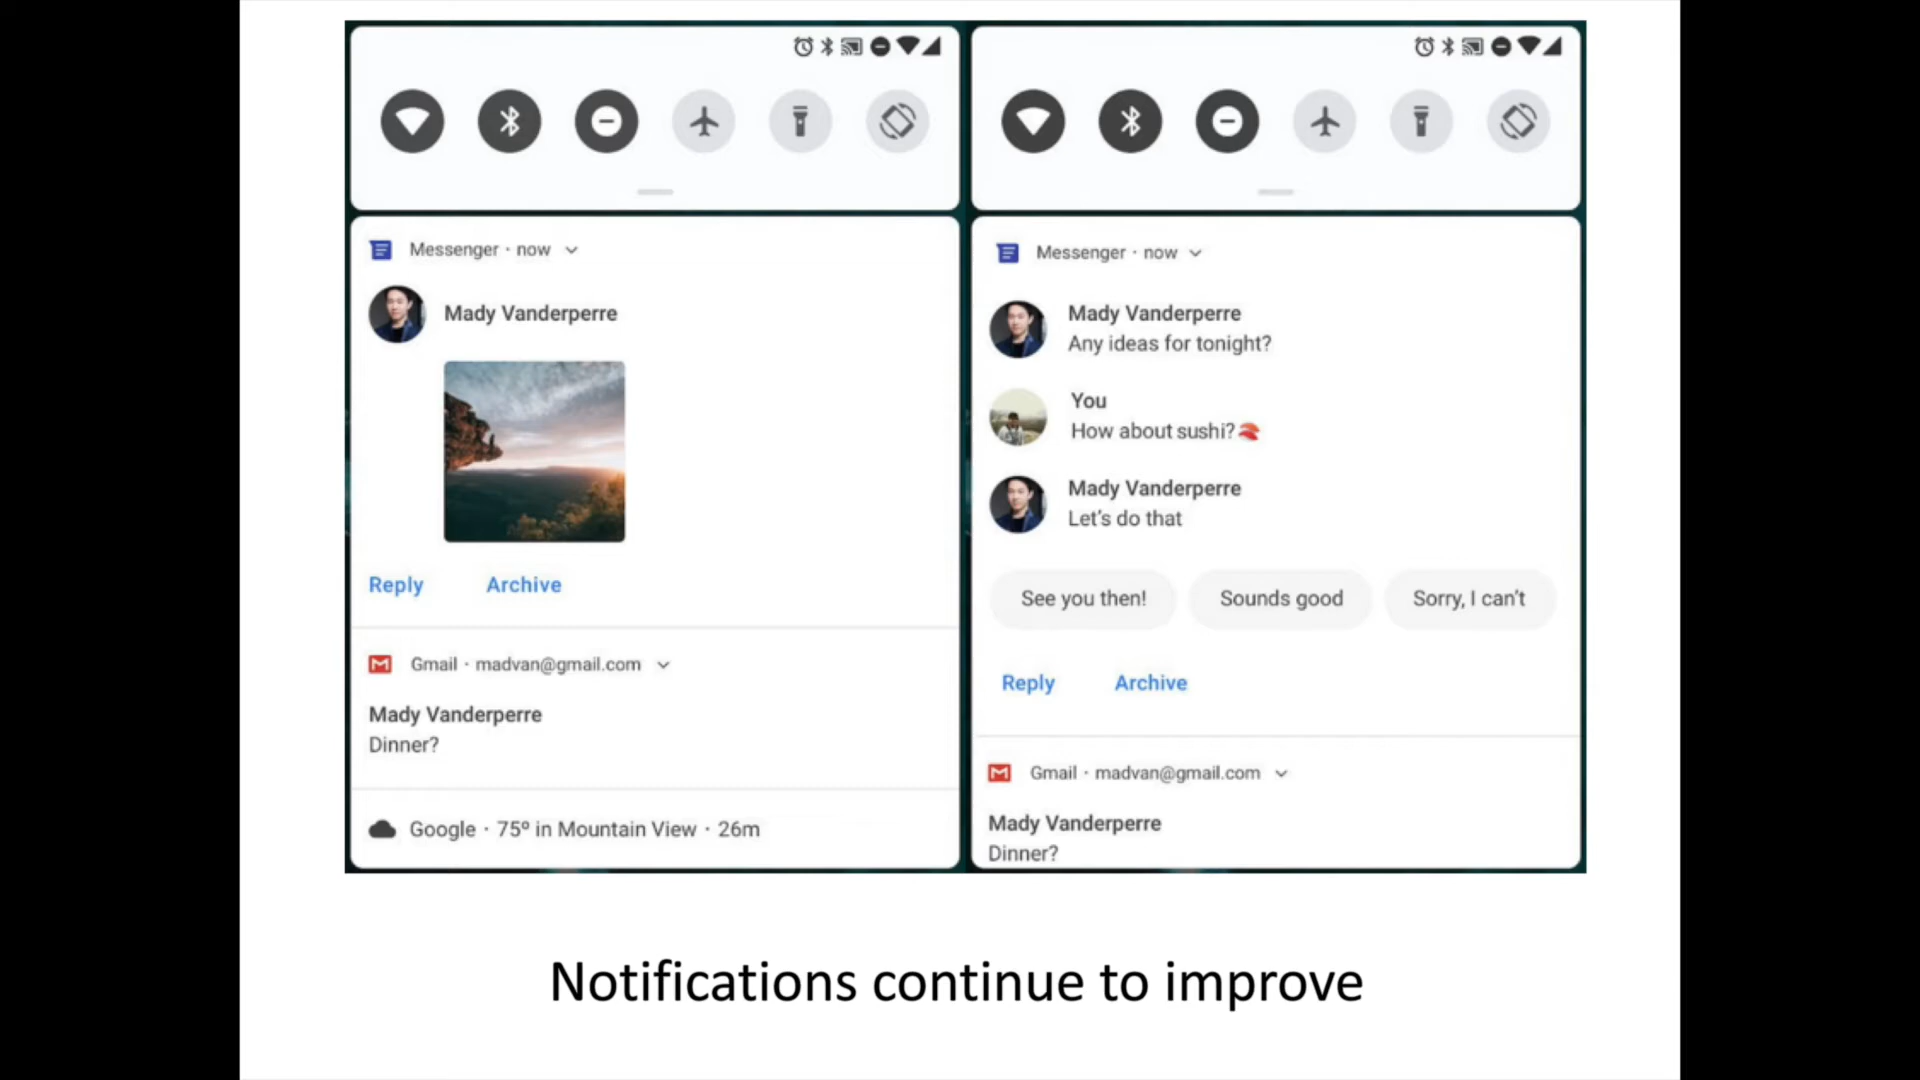 Messenger · now
Mady Vanderperre
Reply Archive
Gmail · madvan@gmail.com
Mady Vanderperre
Dinner?
Google · 75º in Mountain View · 26m
Messenger · now
Mady Vanderperre
Any ideas for tonight?
You
How about sushi?🍣
Mady Vanderperre
Let's do that
See you then! Sounds good Sorry, I can't
Reply Archive
Gmail · madvan@gmail.com
Mady Vanderperre
Dinner?
Notifications continue to improve